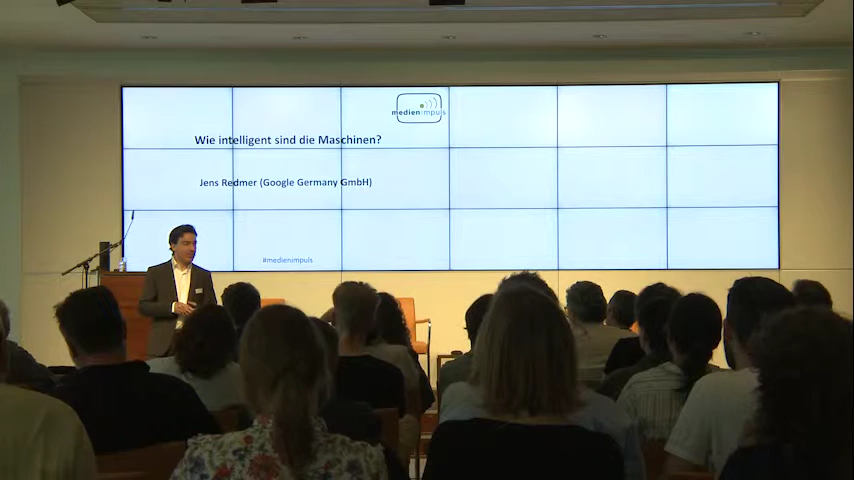 medienimpuls
Wie intelligent sind die Maschinen?
Jens Redmer (Google Germany GmbH)
#medienimpuls